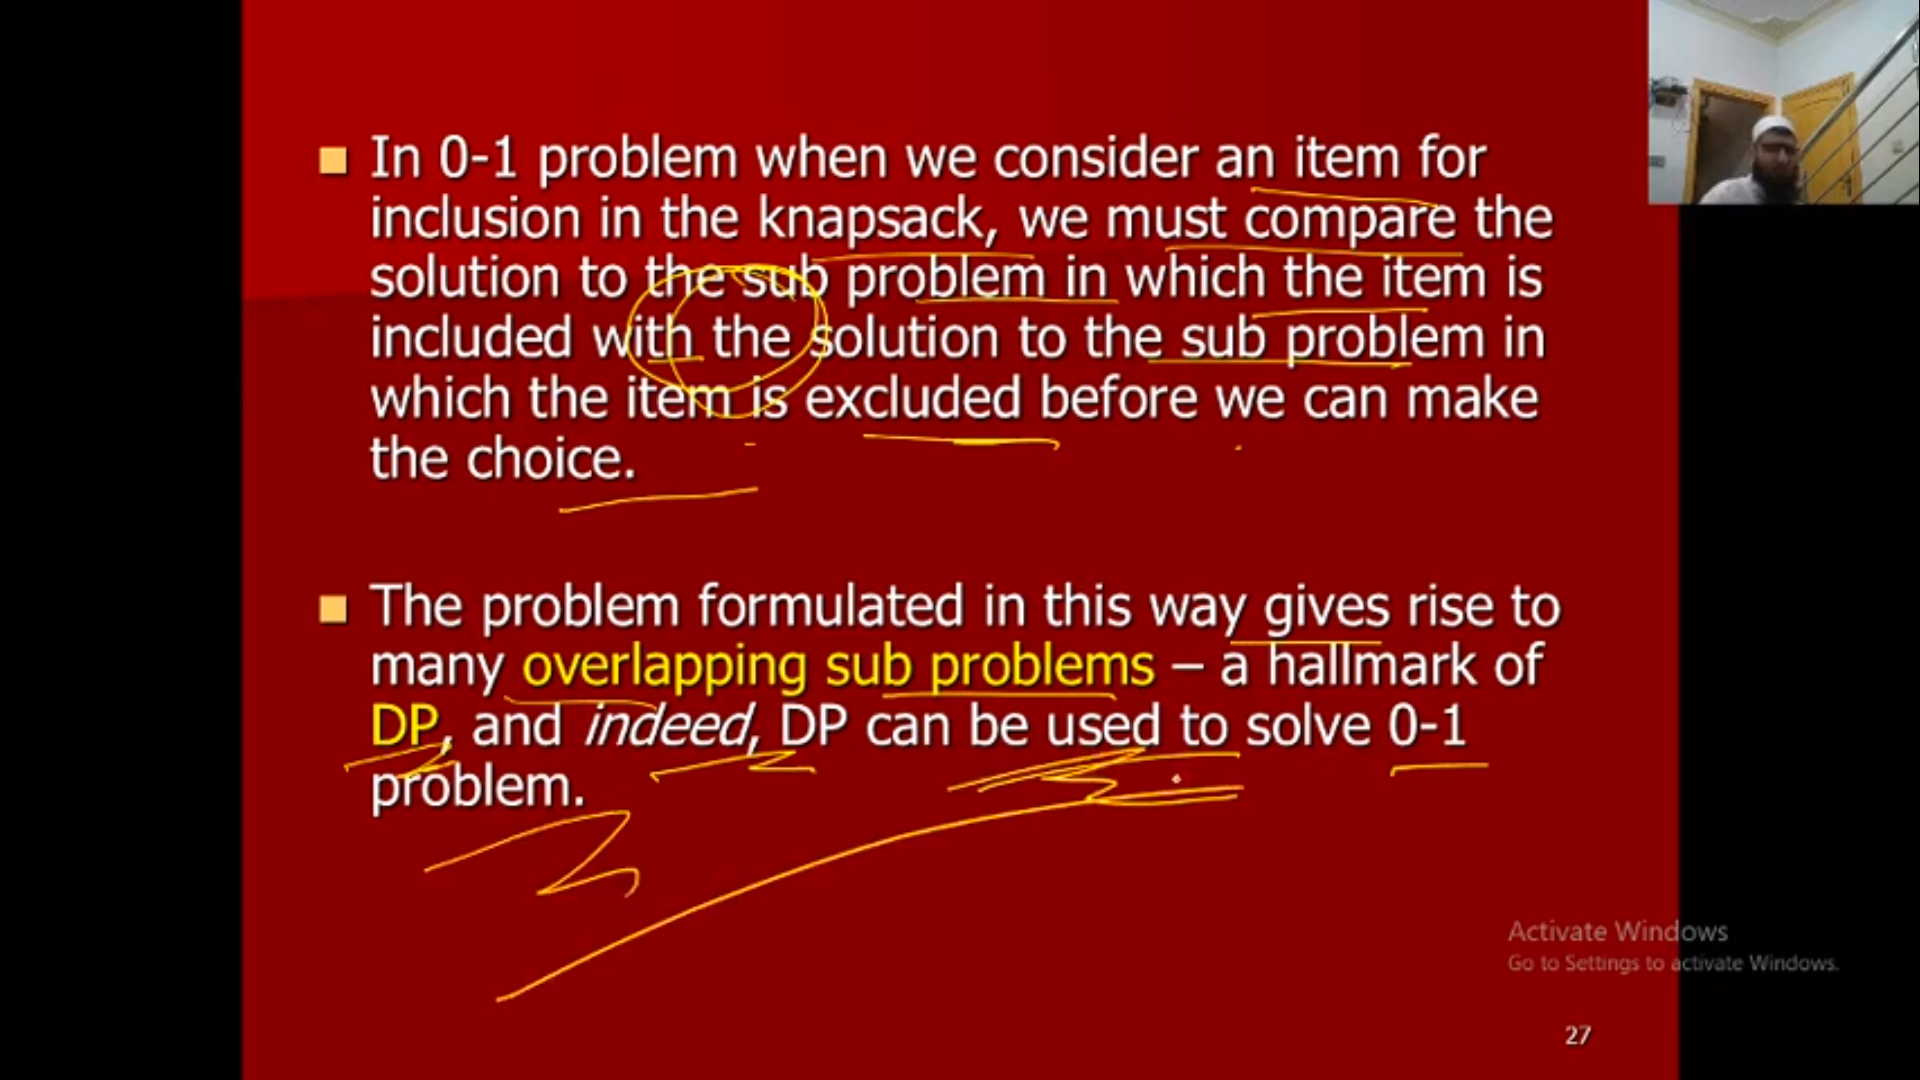 In 0-1 problem when we consider an item for
inclusion in the knapsack, we must compare the
solution to the sub problem in which the item is
included with the solution to the sub problem in
which the item is excluded before we can make
the choice.
The problem formulated in this way gives rise to
many overlapping sub problems – a hallmark of
DP, and indeed, DP can be used to solve 0-1
problem.
Activate Windows
Go to Settings to activate Windows.
27